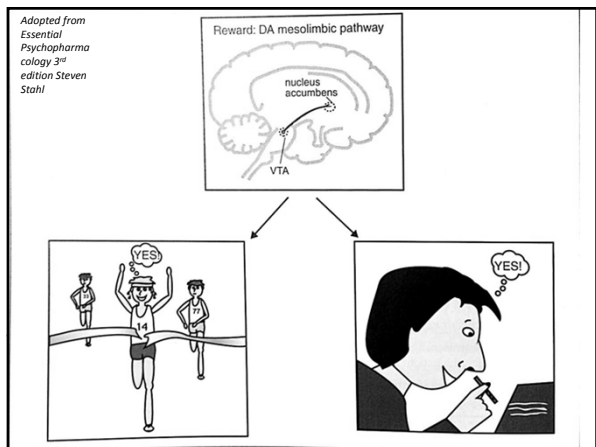 Adopted from
Essential
Psychopharma
cology 3rd
edition Steven
Stahl
Reward: DA mesolimbic pathway
nucleus
accumbens
VTA
YES!
14
77
YES!